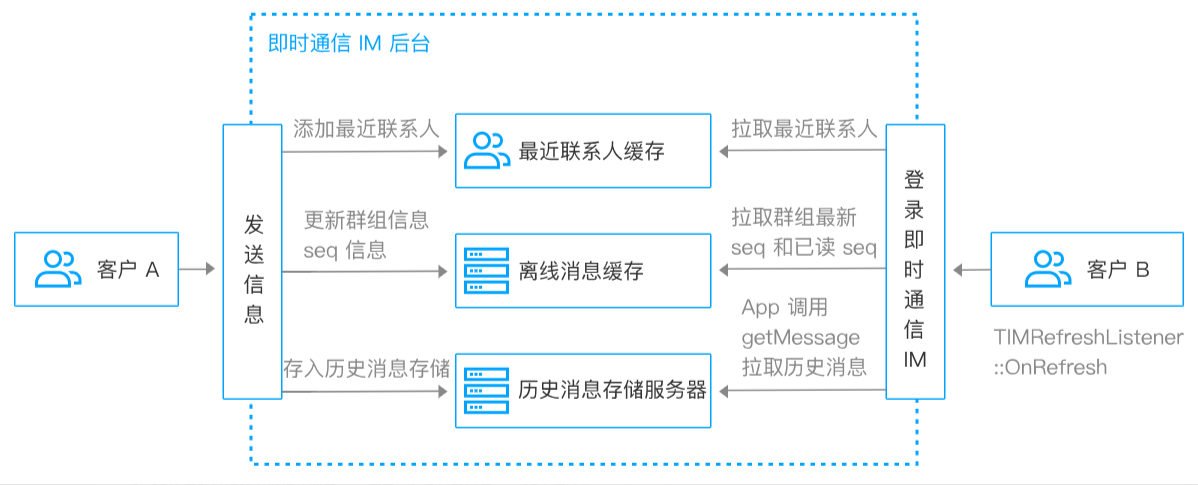 即时通信 IM 后台
添加最近联系人
最近联系人缓存
拉取最近联系人
客户 A
发
送
信
息
更新群组信息
seq 信息
离线消息缓存
拉取群组最新
seq 和已读 seq
登
录
即
时
通
信
IM
客户 B
TIMRefreshListener
::OnRefresh
存入历史消息存储
历史消息存储服务器
App 调用
getMessage
拉取历史消息